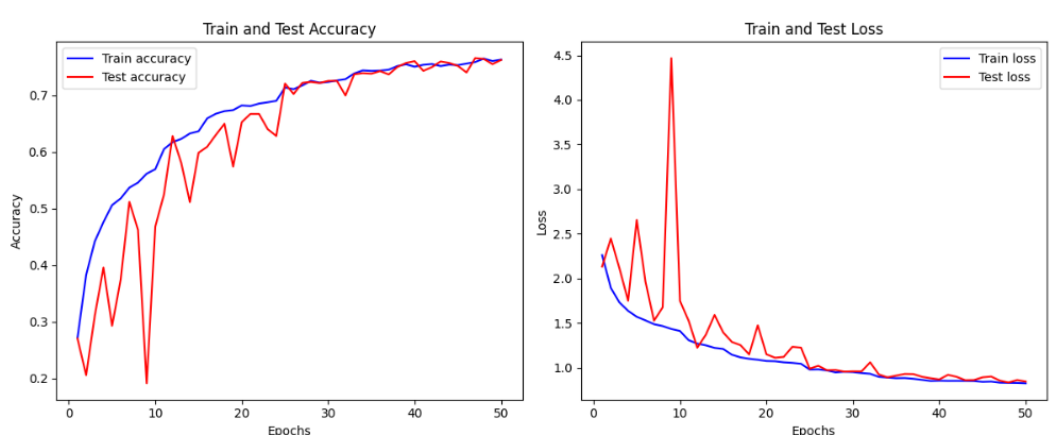 Train and Test Accuracy
Train accuracy
Test accuracy
0.7
0.6
0.5
0.4
0.3
0.2
Accuracy
0 10 20 30 40 50
Epochs
Train and Test Loss
Train loss
Test loss
4.5
4.0
3.5
3.0
2.5
2.0
1.5
1.0
Loss
0 10 20 30 40 50
Epochs